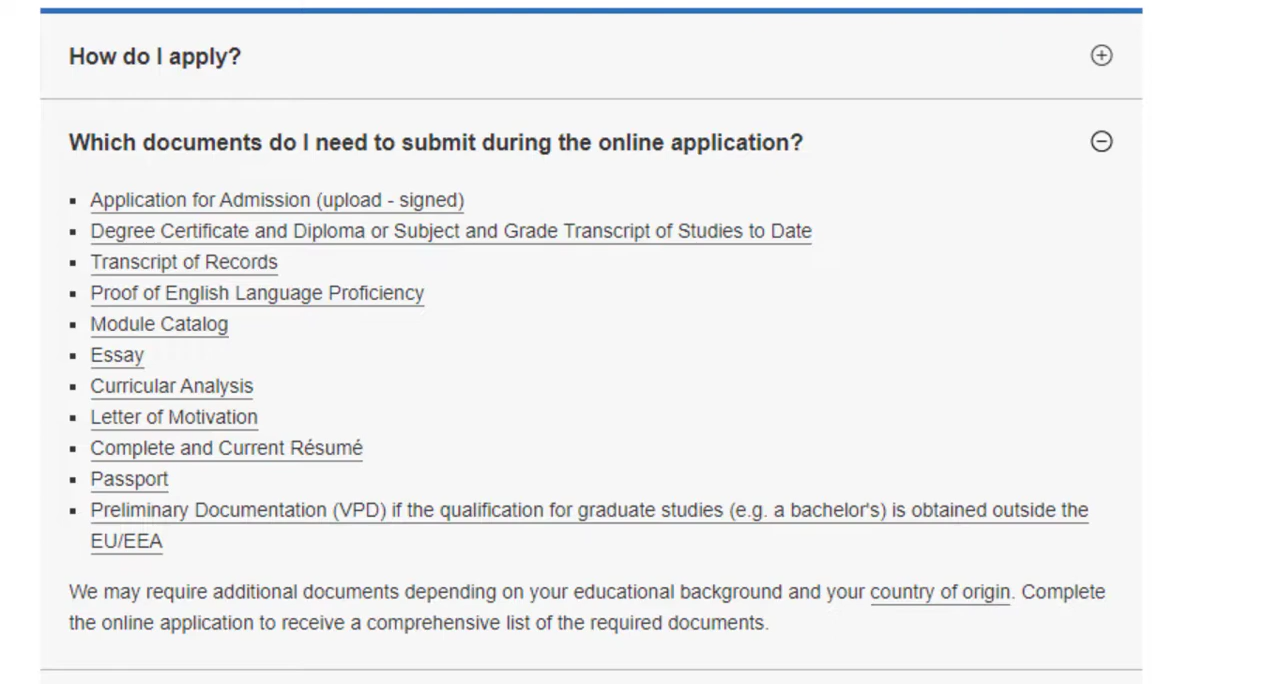 How do I apply?
Which documents do I need to submit during the online application?
Application for Admission (upload - signed)
Degree Certificate and Diploma or Subject and Grade Transcript of Studies to Date
Transcript of Records
Proof of English Language Proficiency
Module Catalog
Essay
Curricular Analysis
Letter of Motivation
Complete and Current Résumé
Passport
Preliminary Documentation (VPD) if the qualification for graduate studies (e.g. a bachelor's) is obtained outside the
EU/EEA
We may require additional documents depending on your educational background and your country of origin. Complete
the online application to receive a comprehensive list of the required documents.